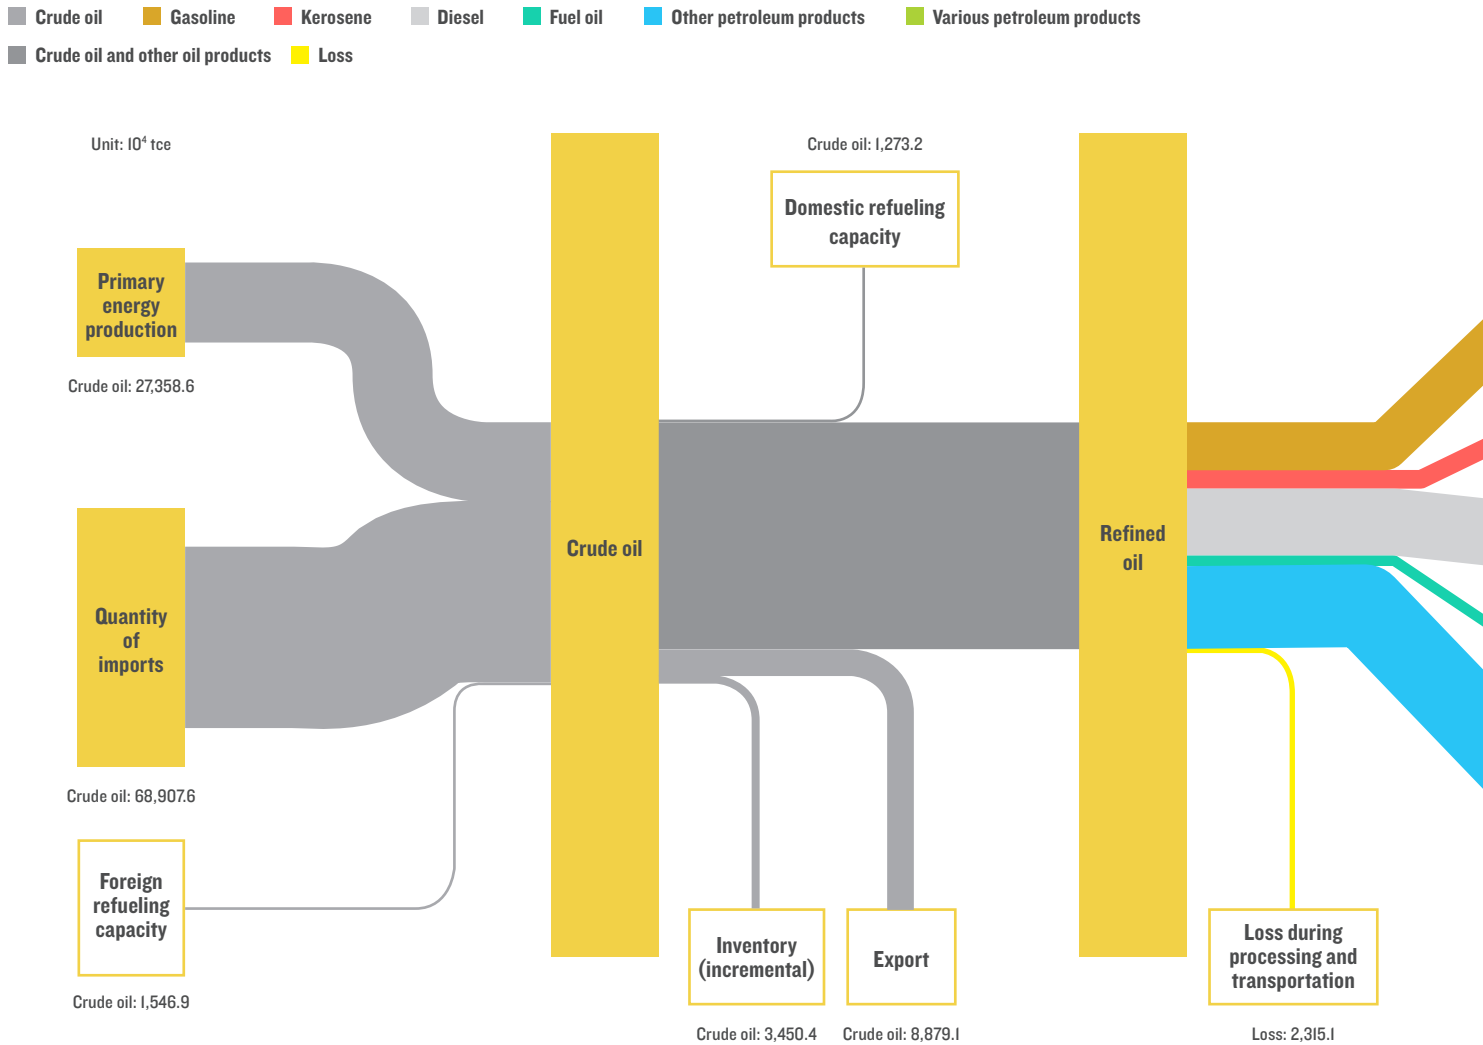 Crude oil
Gasoline
Kerosene
Diesel
Fuel oil
Other petroleum products
Various petroleum products
Crude oil and other oil products
Loss
Unit: 10⁴ tce
Crude oil: 1,273.2
Domestic refueling
capacity
Primary
energy
production
Crude oil: 27,358.6
Crude oil
Refined
oil
Quantity
of
imports
Crude oil: 68,907.6
Foreign
refueling
capacity
Crude oil: 1,546.9
Inventory
(incremental)
Crude oil: 3,450.4
Export
Crude oil: 8,879.1
Loss during
processing and
transportation
Loss: 2,315.1